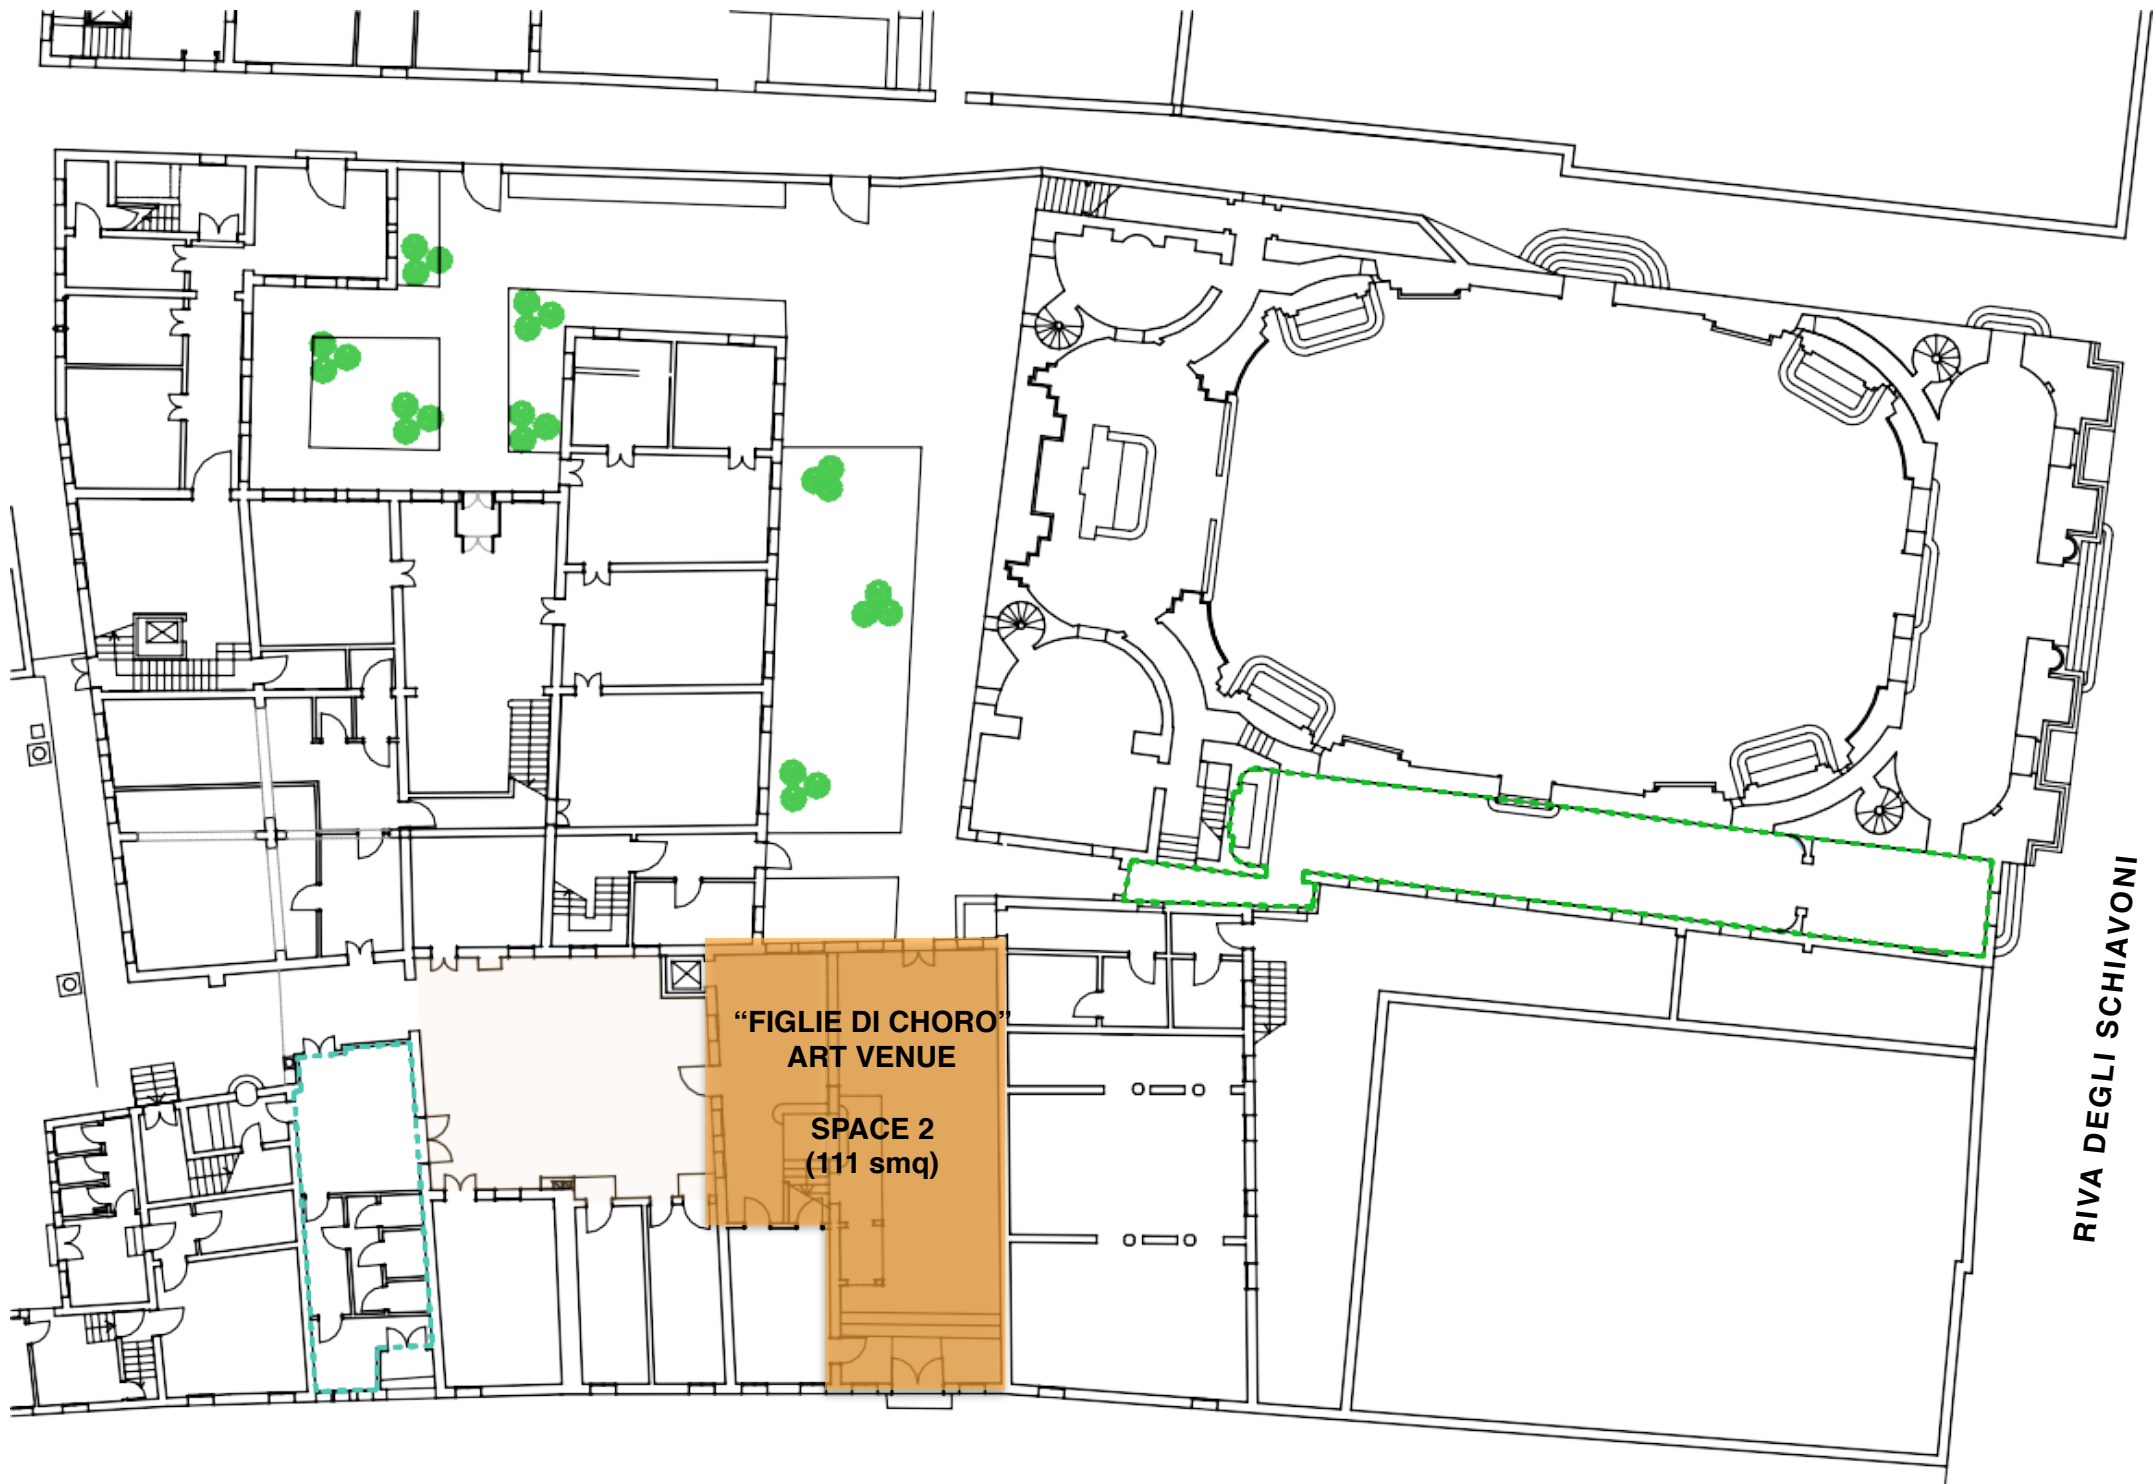 “FIGLIE DI CHORO”
ART VENUE
SPACE 2
(111 smq)
RIVA DEGLI SCHIAVONI